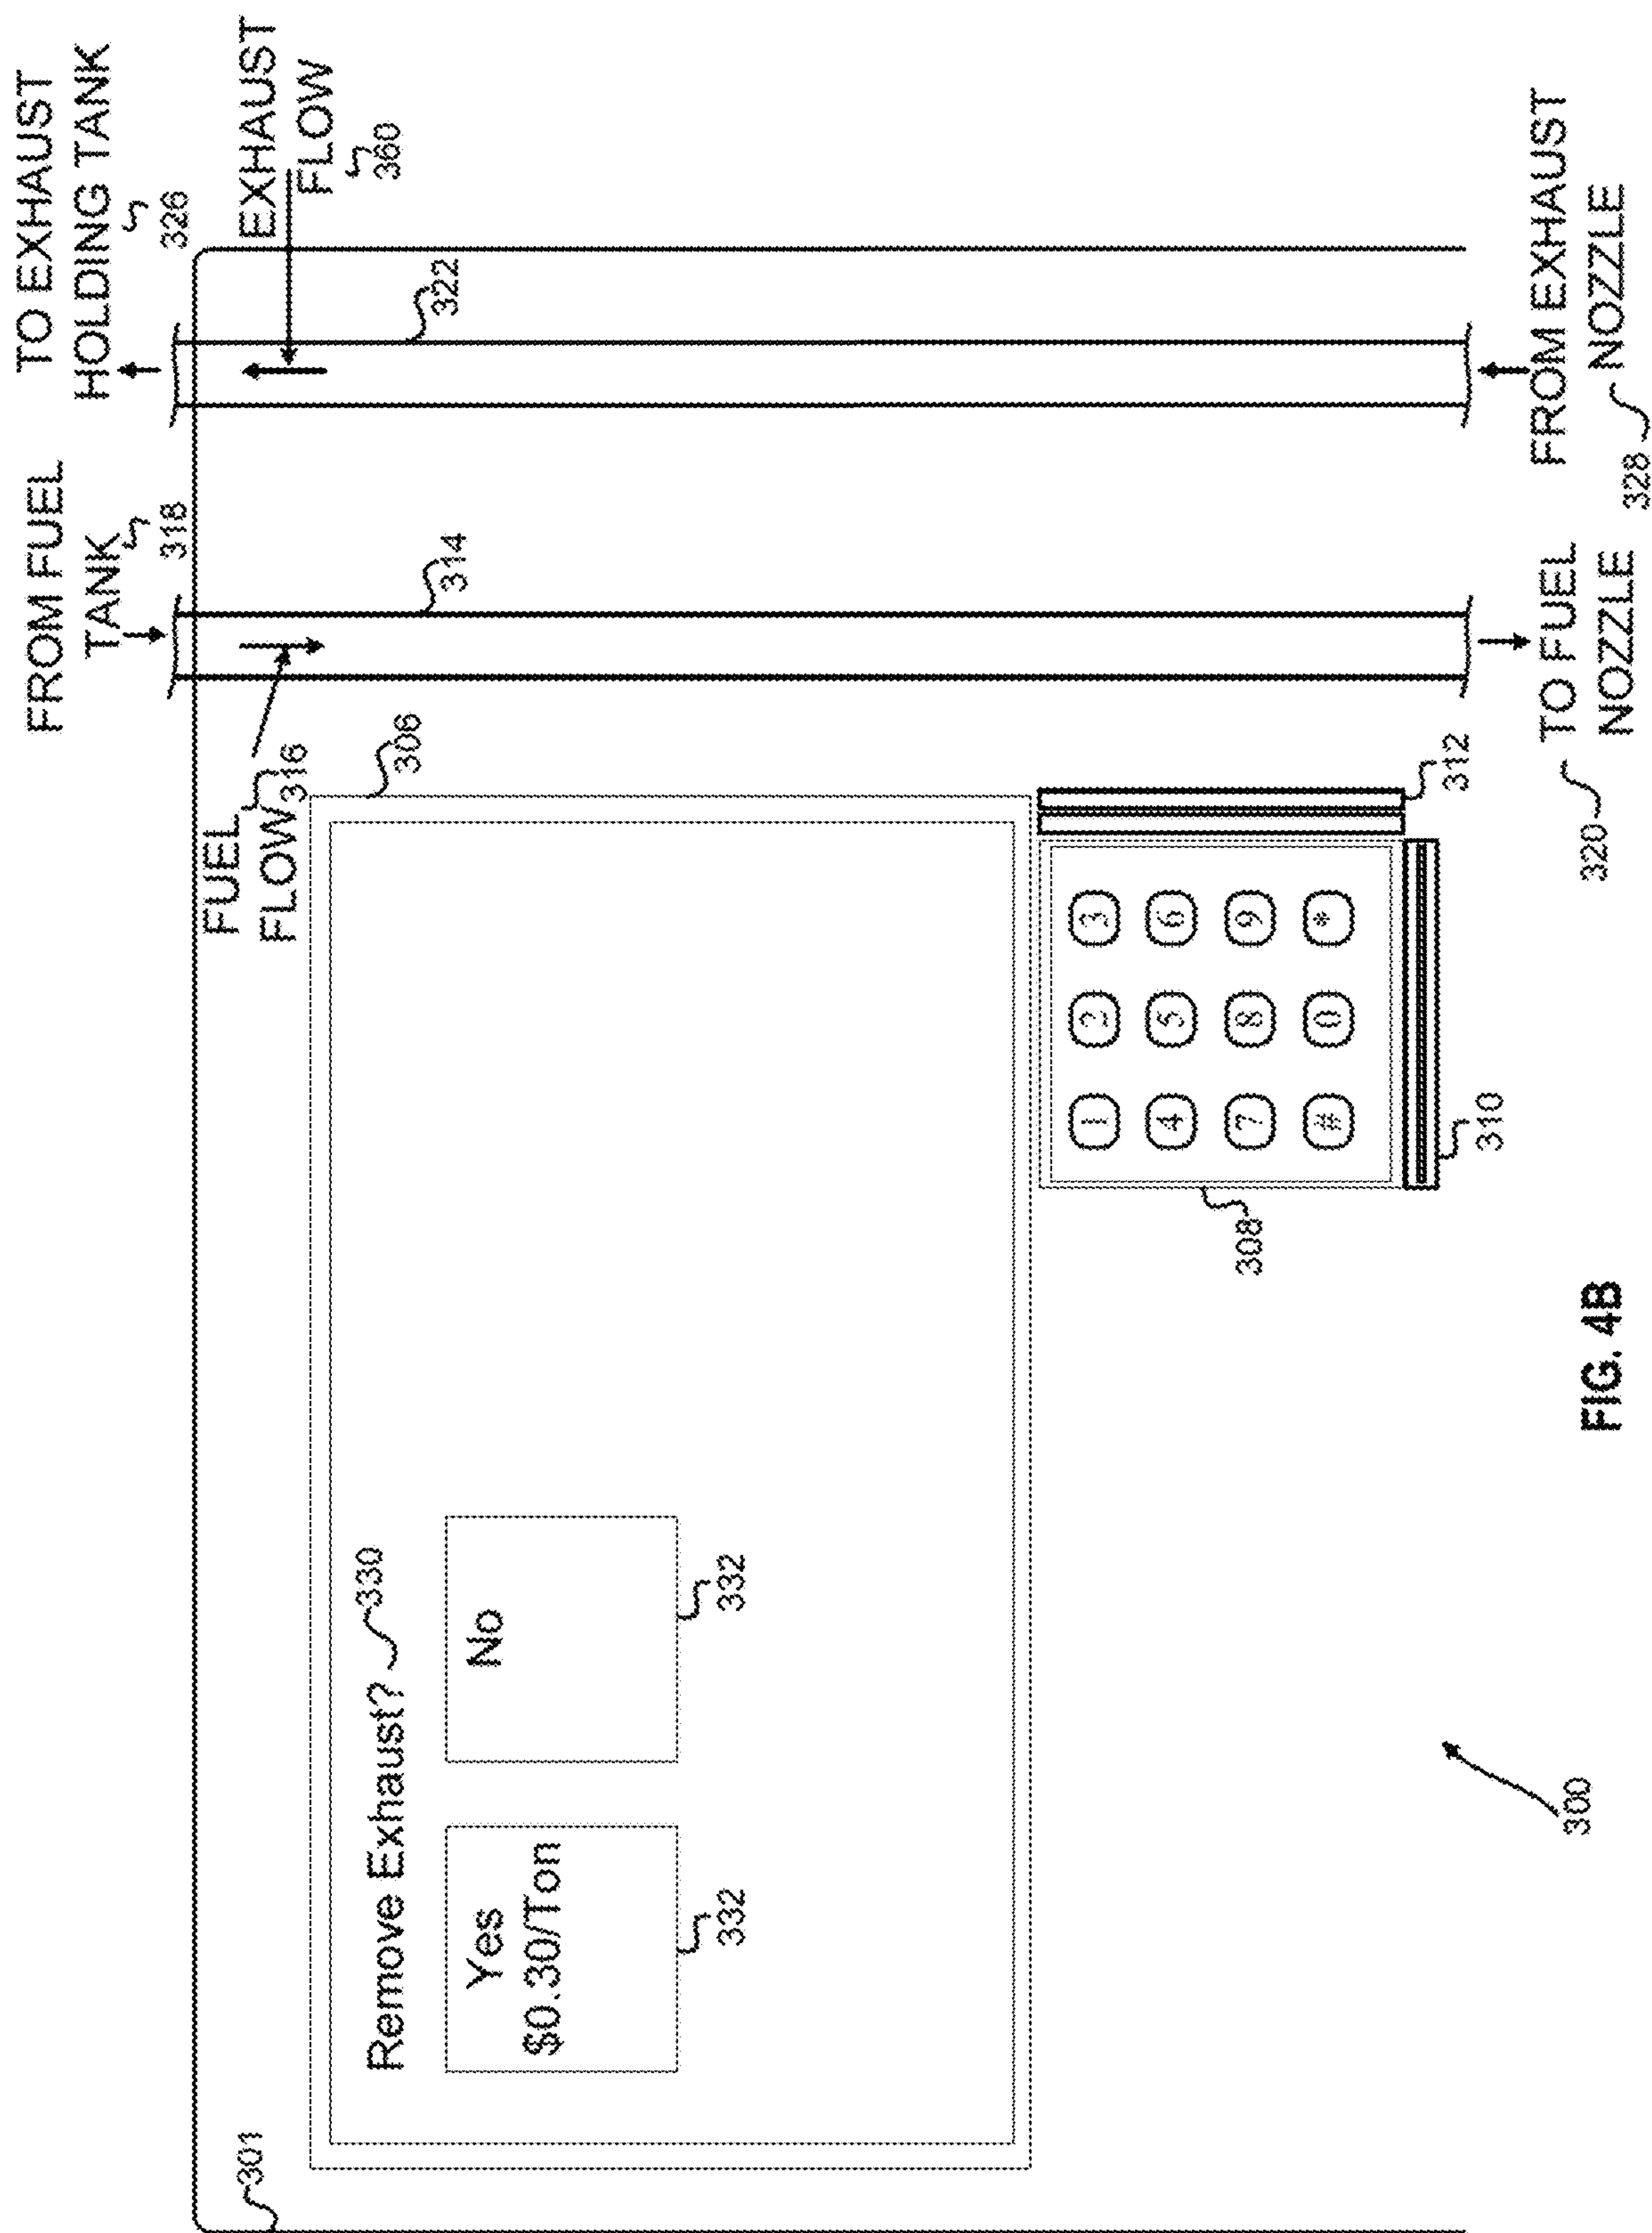 FROM FUEL
TANK
318
TO EXHAUST
HOLDING TANK
326
301
FUEL
FLOW
316
EXHAUST
FLOW
360
306
314
322
Remove Exhaust?
330
Yes
$0.30/Ton
332
No
332
308
1 2 3
4 5 6
7 8 9
# 0 *
312
310
300
FIG. 4B
320
TO FUEL
NOZZLE
328
FROM EXHAUST
NOZZLE